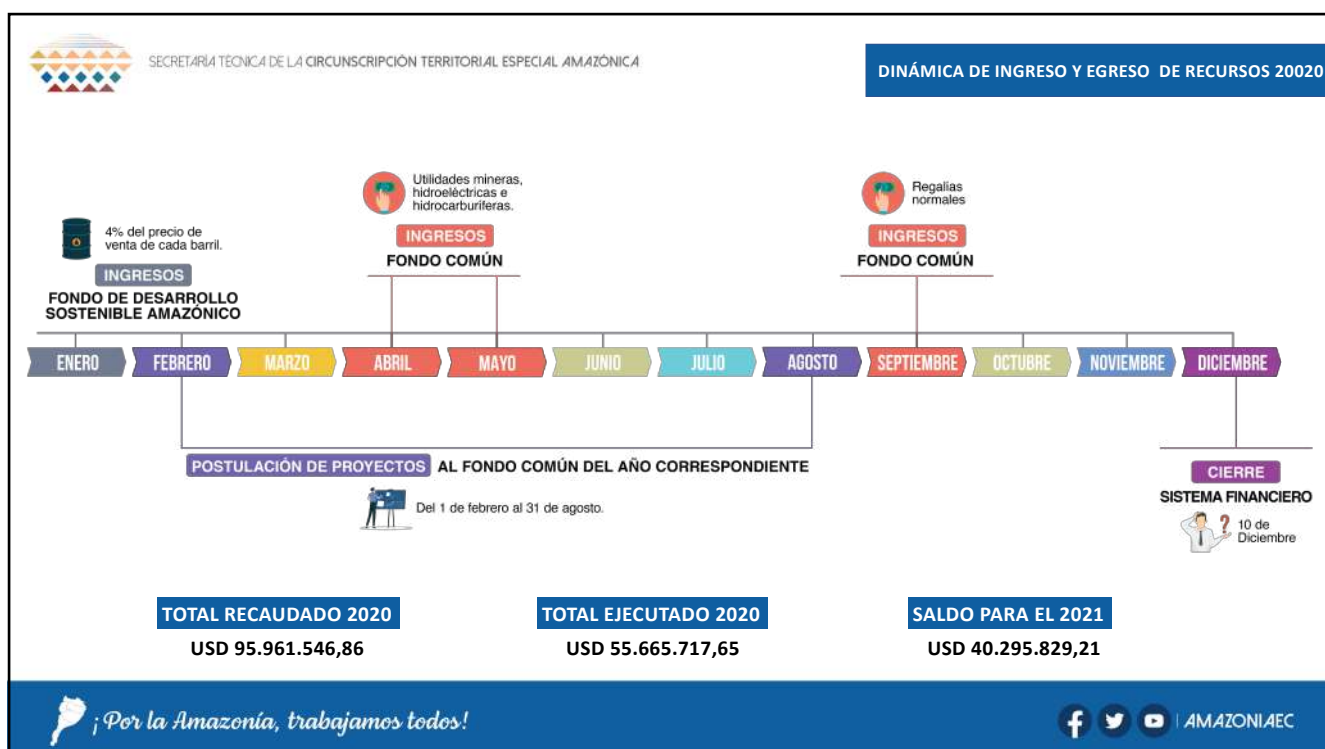 SECRETARÍA TÉCNICA DE LA CIRCUNSCRIPCIÓN TERRITORIAL ESPECIAL AMAZÓNICA
DINÁMICA DE INGRESO Y EGRESO DE RECURSOS 20020
4% del precio de
venta de cada barril.
INGRESOS
FONDO DE DESARROLLO
SOSTENIBLE AMAZÓNICO
Utilidades mineras,
hidroeléctricas e
hidrocarburíferas.
INGRESOS
FONDO COMÚN
Regalías
normales
INGRESOS
FONDO COMÚN
ENERO FEBRERO MARZO ABRIL MAYO JUNIO JULIO AGOSTO SEPTIEMBRE OCTUBRE NOVIEMBRE DICIEMBRE
POSTULACIÓN DE PROYECTOS AL FONDO COMÚN DEL AÑO CORRESPONDIENTE
Del 1 de febrero al 31 de agosto.
CIERRE
SISTEMA FINANCIERO
?
10 de
Diciembre
TOTAL RECAUDADO 2020
USD 95.961.546,86
TOTAL EJECUTADO 2020
USD 55.665.717,65
SALDO PARA EL 2021
USD 40.295.829,21
¡Por la Amazonía, trabajamos todos!
| AMAZONIAEC